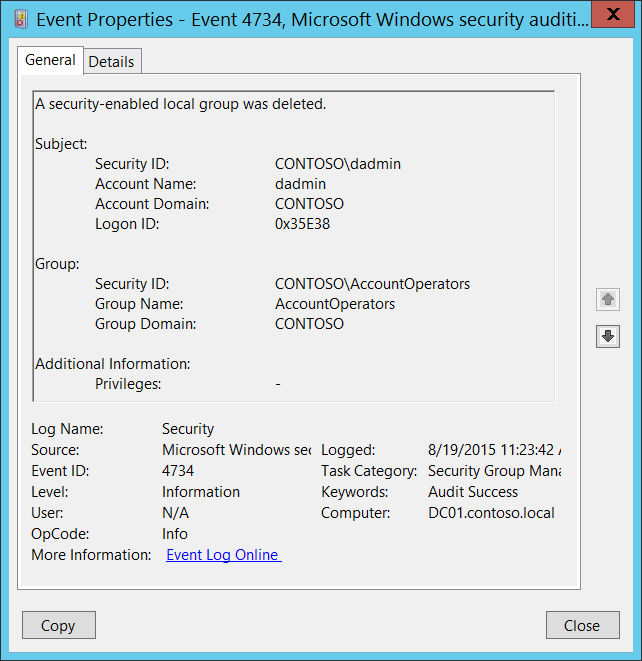 Event Properties - Event 4734, Microsoft Windows security auditi...
X
General
Details
A security-enabled local group was deleted.
Subject:
Security ID: CONTOSO\dadmin
Account Name: dadmin
Account Domain: CONTOSO
Logon ID: 0x35E38
Group:
Security ID: CONTOSO\AccountOperators
Group Name: AccountOperators
Group Domain: CONTOSO
Additional Information:
Privileges: -
Log Name: Security
Source: Microsoft Windows sec Logged: 8/19/2015 11:23:42 A
Event ID: 4734 Task Category: Security Group Mana
Level: Information Keywords: Audit Success
User: N/A Computer: DC01.contoso.local
OpCode: Info
More Information: Event Log Online
Copy
Close